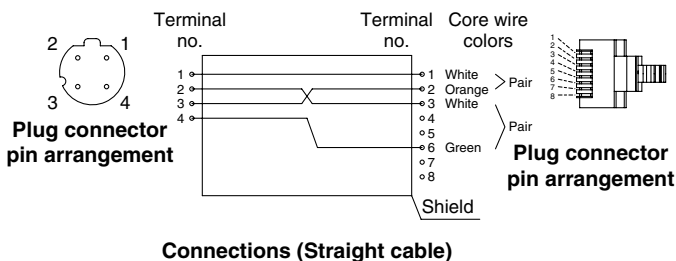 Terminal no.
Terminal no.
Core wire colors
2 1
3 4
Plug connector pin arrangement
1
2
3
4
1 White
2 Orange
3 White
4
5
6 Green
7
8
Pair
Pair
Shield
1
2
3
4
5
6
7
8
Plug connector pin arrangement
Connections (Straight cable)